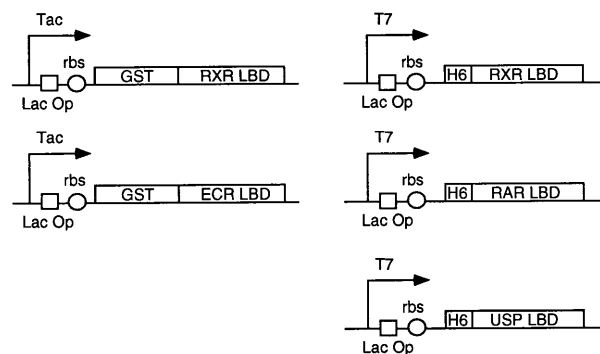 Tac
rbs
GST RXR LBD
Lac Op
Tac
rbs
GST ECR LBD
Lac Op
T7
rbs
H6 RXR LBD
Lac Op
T7
rbs
H6 RAR LBD
Lac Op
T7
rbs
H6 USP LBD
Lac Op